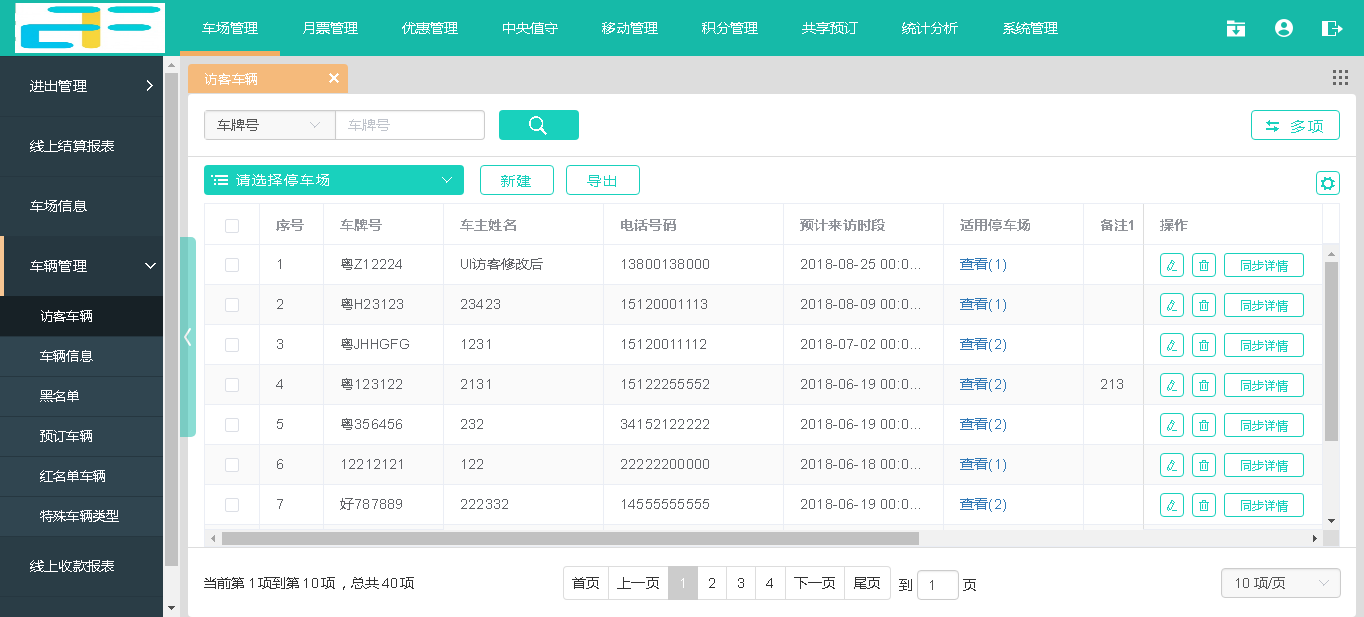 车场管理 月票管理 优惠管理 中央值守 移动管理 积分管理 共享预订 统计分析 系统管理
进出管理
线上结算报表
车场信息
车辆管理
访客车辆
车辆信息
黑名单
预订车辆
红名单车辆
特殊车辆类型
线上收款报表
访客车辆
车牌号 车牌号 多项
请选择停车场 新建 导出
序号 车牌号 车主姓名 电话号码 预计来访时段 适用停车场 备注1 操作
1 粤Z12224 UI访客修改后 13800138000 2018-08-25 00:0... 查看(1) 同步详情
2 粤H23123 23423 15120001113 2018-08-09 00:0... 查看(1) 同步详情
3 粤JHHGFG 1231 15120011112 2018-07-02 00:0... 查看(2) 同步详情
4 粤123122 2131 15122255552 2018-06-19 00:0... 查看(2) 213 同步详情
5 粤356456 232 34152122222 2018-06-19 00:0... 查看(2) 同步详情
6 12212121 122 22222200000 2018-06-18 00:0... 查看(1) 同步详情
7 好787889 222332 14555555555 2018-06-19 00:0... 查看(2) 同步详情
当前第 1项到第 10项 ，总共 40项 首页 上一页 1 2 3 4 下一页 尾页 到 1 页 10 项/页